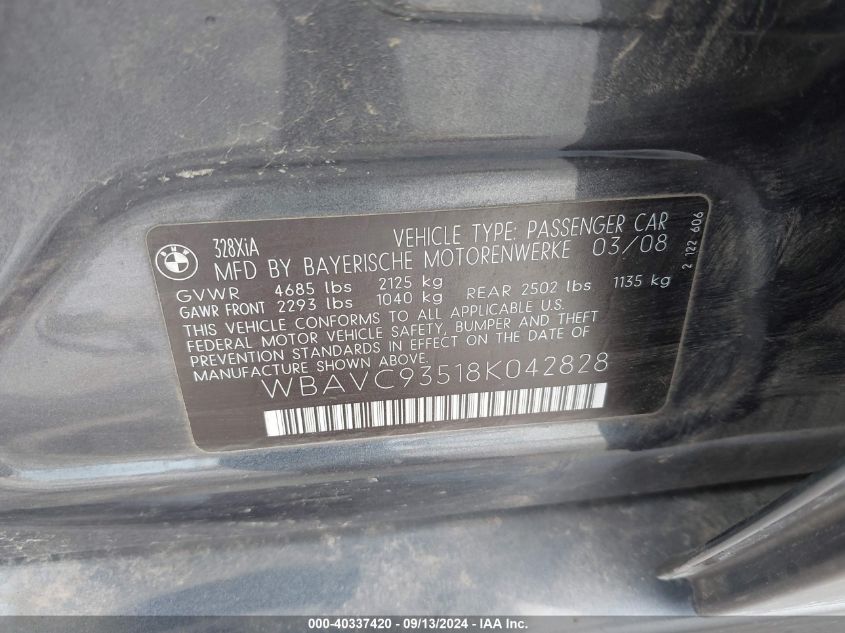 BMW
328XiA
VEHICLE TYPE: PASSENGER CAR
MFD BY BAYERISCHE MOTORENWERKE 03/08
GVWR 4685 lbs 2125 kg
GAWR FRONT 2293 lbs 1040 kg REAR 2502 lbs 1135 kg
THIS VEHICLE CONFORMS TO ALL APPLICABLE U.S.
FEDERAL MOTOR VEHICLE SAFETY, BUMPER AND THEFT
PREVENTION STANDARDS IN EFFECT ON THE DATE OF
MANUFACTURE SHOWN ABOVE.
WBAVC93518K042828
2 122 606
000-40337420 - 09/13/2024 - IAA Inc.